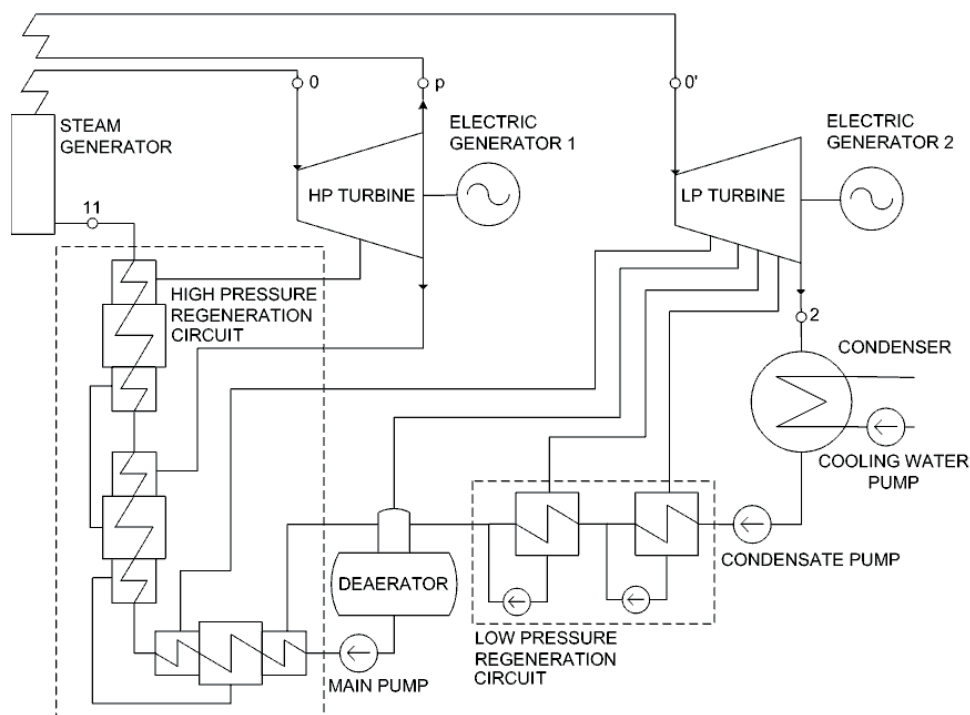 0
p
0'
STEAM
GENERATOR
ELECTRIC
GENERATOR 1
ELECTRIC
GENERATOR 2
HP TURBINE
LP TURBINE
11
HIGH PRESSURE
REGENERATION
CIRCUIT
2
CONDENSER
COOLING WATER
PUMP
CONDENSATE PUMP
DEAERATOR
LOW PRESSURE
REGENERATION
CIRCUIT
MAIN PUMP